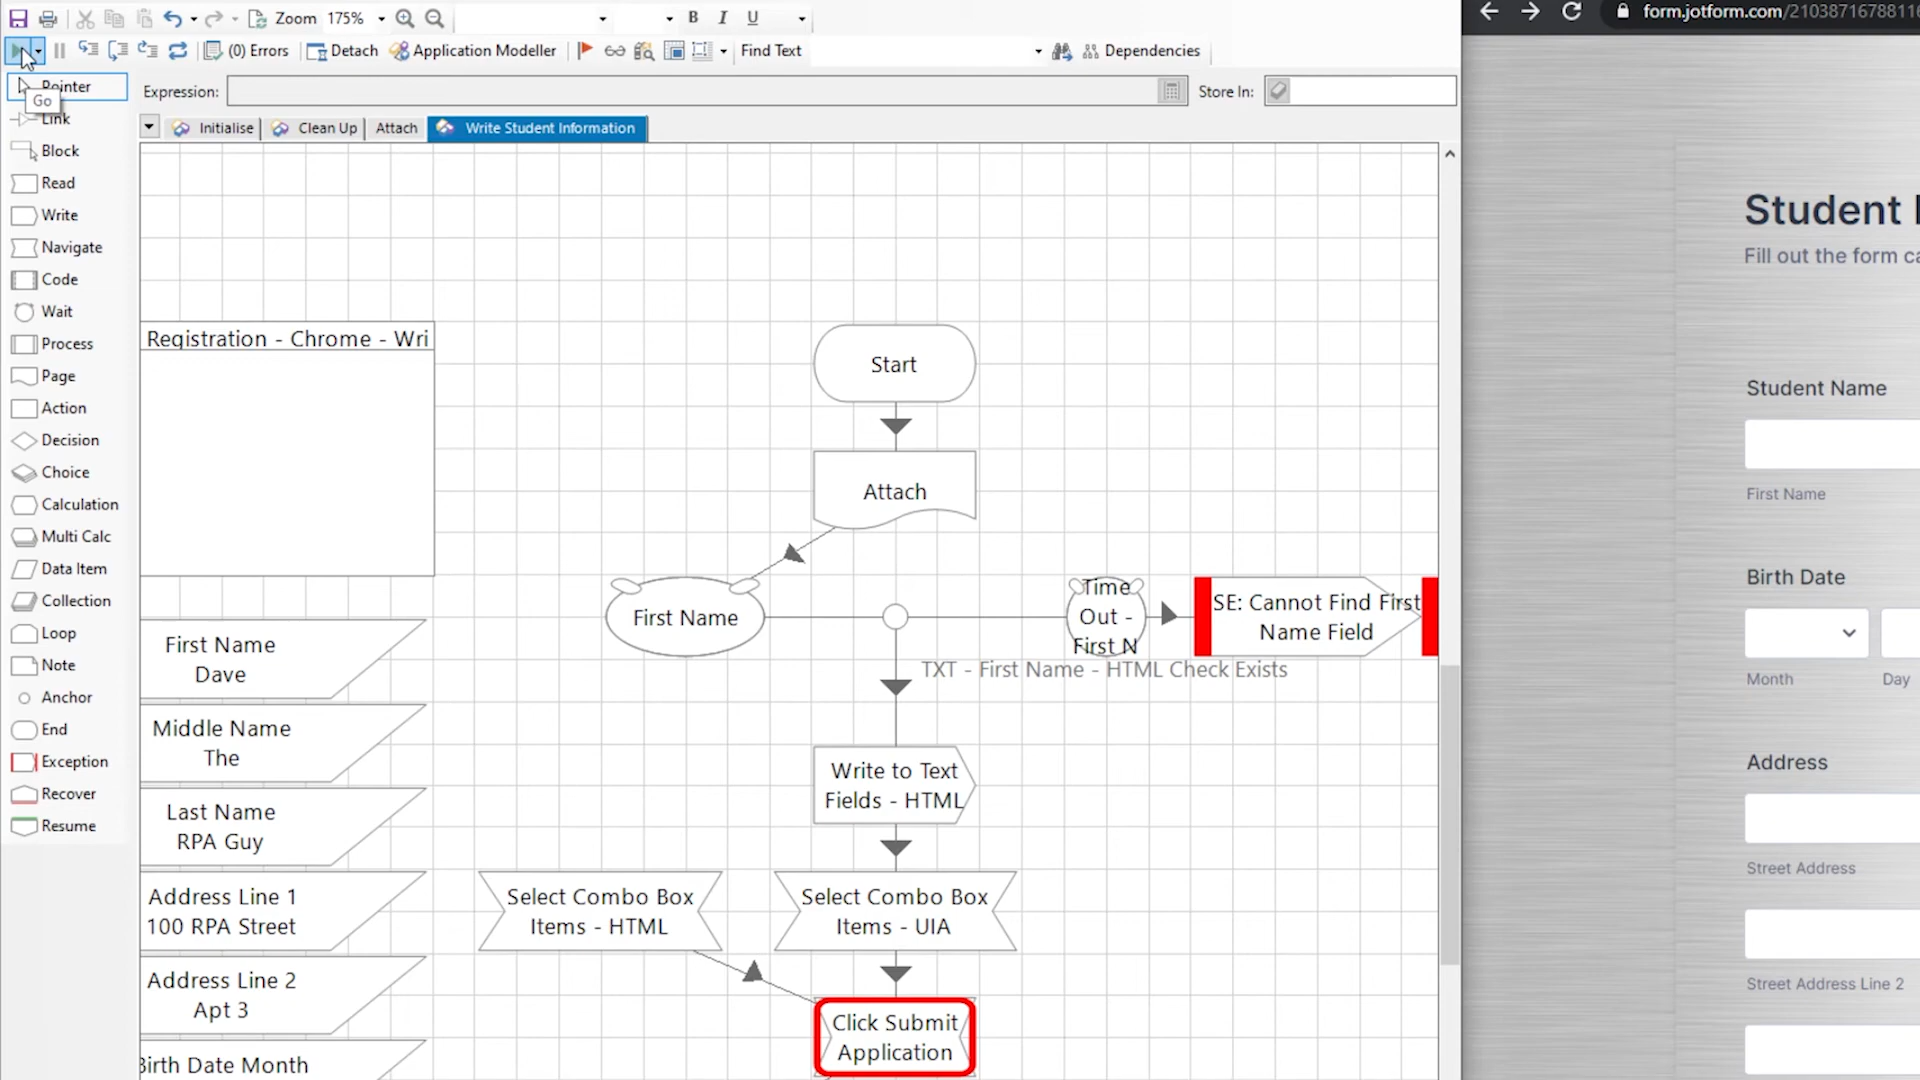 Zoom 175% B I U
(0) Errors Detach Application Modeller Find Text Dependencies
Pointer
Go
Link
Block
Read
Write
Navigate
Code
Wait
Process
Page
Action
Decision
Choice
Calculation
Multi Calc
Data Item
Collection
Loop
Note
Anchor
End
Exception
Recover
Resume
Expression: Store In:
Initialise Clean Up Attach Write Student Information
Registration - Chrome - Wri
First Name
Dave
Middle Name
The
Last Name
RPA Guy
Address Line 1
100 RPA Street
Address Line 2
Apt 3
Birth Date Month
Start
Attach
First Name
Time
Out -
First N
SE: Cannot Find First
Name Field
TXT - First Name - HTML Check Exists
Write to Text
Fields - HTML
Select Combo Box
Items - HTML
Select Combo Box
Items - UIA
Click Submit
Application
form.jotform.com/2103871678811
Student
Fill out the form ca
Student Name
First Name
Birth Date
Month Day
Address
Street Address
Street Address Line 2